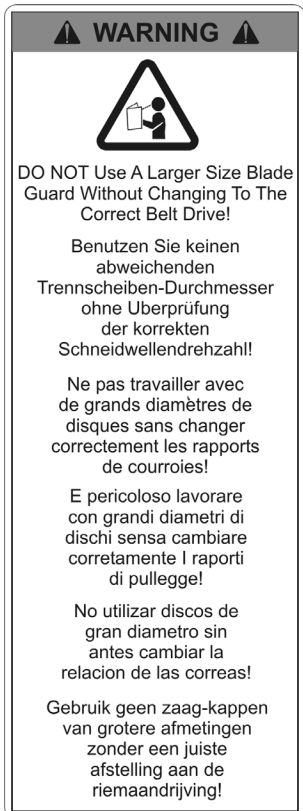 WARNING
DO NOT Use A Larger Size Blade
Guard Without Changing To The
Correct Belt Drive!
Benutzen Sie keinen
abweichenden
Trennscheiben-Durchmesser
ohne Uberprüfung
der korrekten
Schneidwellendrehzahl!
Ne pas travailler avec
de grands diamètres de
disques sans changer
correctement les rapports
de courroies!
E pericoloso lavorare
con grandi diametri di
dischi sensa cambiare
corretamente I raporti
di pullegge!
No utilizar discos de
gran diametro sin
antes cambiar la
relacion de las correas!
Gebruik geen zaag-kappen
van grotere afmetingen
zonder een juiste
afstelling aan de
riemaandrijving!